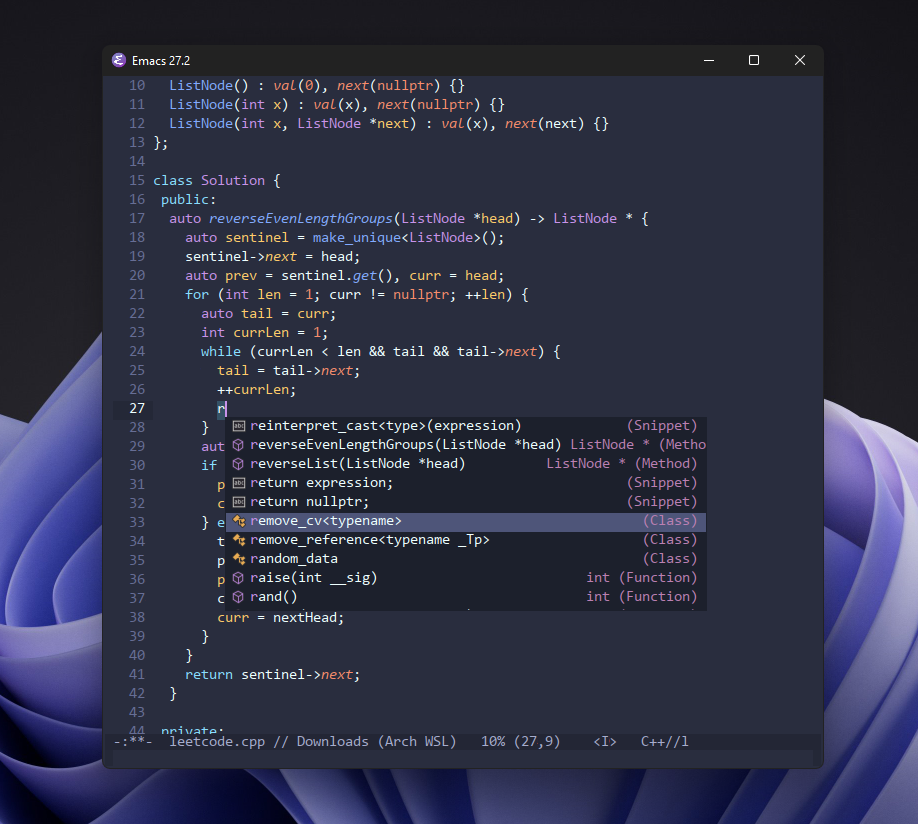 Emacs 27.2
10 ListNode() : val(0), next(nullptr) {}
11 ListNode(int x) : val(x), next(nullptr) {}
12 ListNode(int x, ListNode *next) : val(x), next(next) {}
13 };
14
15 class Solution {
16 public:
17 auto reverseEvenLengthGroups(ListNode *head) -> ListNode * {
18 auto sentinel = make_unique<ListNode>();
19 sentinel->next = head;
20 auto prev = sentinel.get(), curr = head;
21 for (int len = 1; curr != nullptr; ++len) {
22 auto tail = curr;
23 int currLen = 1;
24 while (currLen < len && tail && tail->next) {
25 tail = tail->next;
26 ++currLen;
27 r
28 }
29 aut
30 if
31 p
32 c
33 } e
34 t
35 p
36 p
37 c
reinterpret_cast<type>(expression) (Snippet)
reverseEvenLengthGroups(ListNode *head) ListNode * (Metho
reverseList(ListNode *head) ListNode * (Method)
return expression; (Snippet)
return nullptr; (Snippet)
remove_cv<typename> (Class)
remove_reference<typename _Tp> (Class)
random_data (Class)
raise(int __sig) int (Function)
rand() int (Function)
38 curr = nextHead;
39 }
40 }
41 return sentinel->next;
42 }
43
44 private:
-:**- leetcode.cpp // Downloads (Arch WSL) 10% (27,9) <I> C++//l